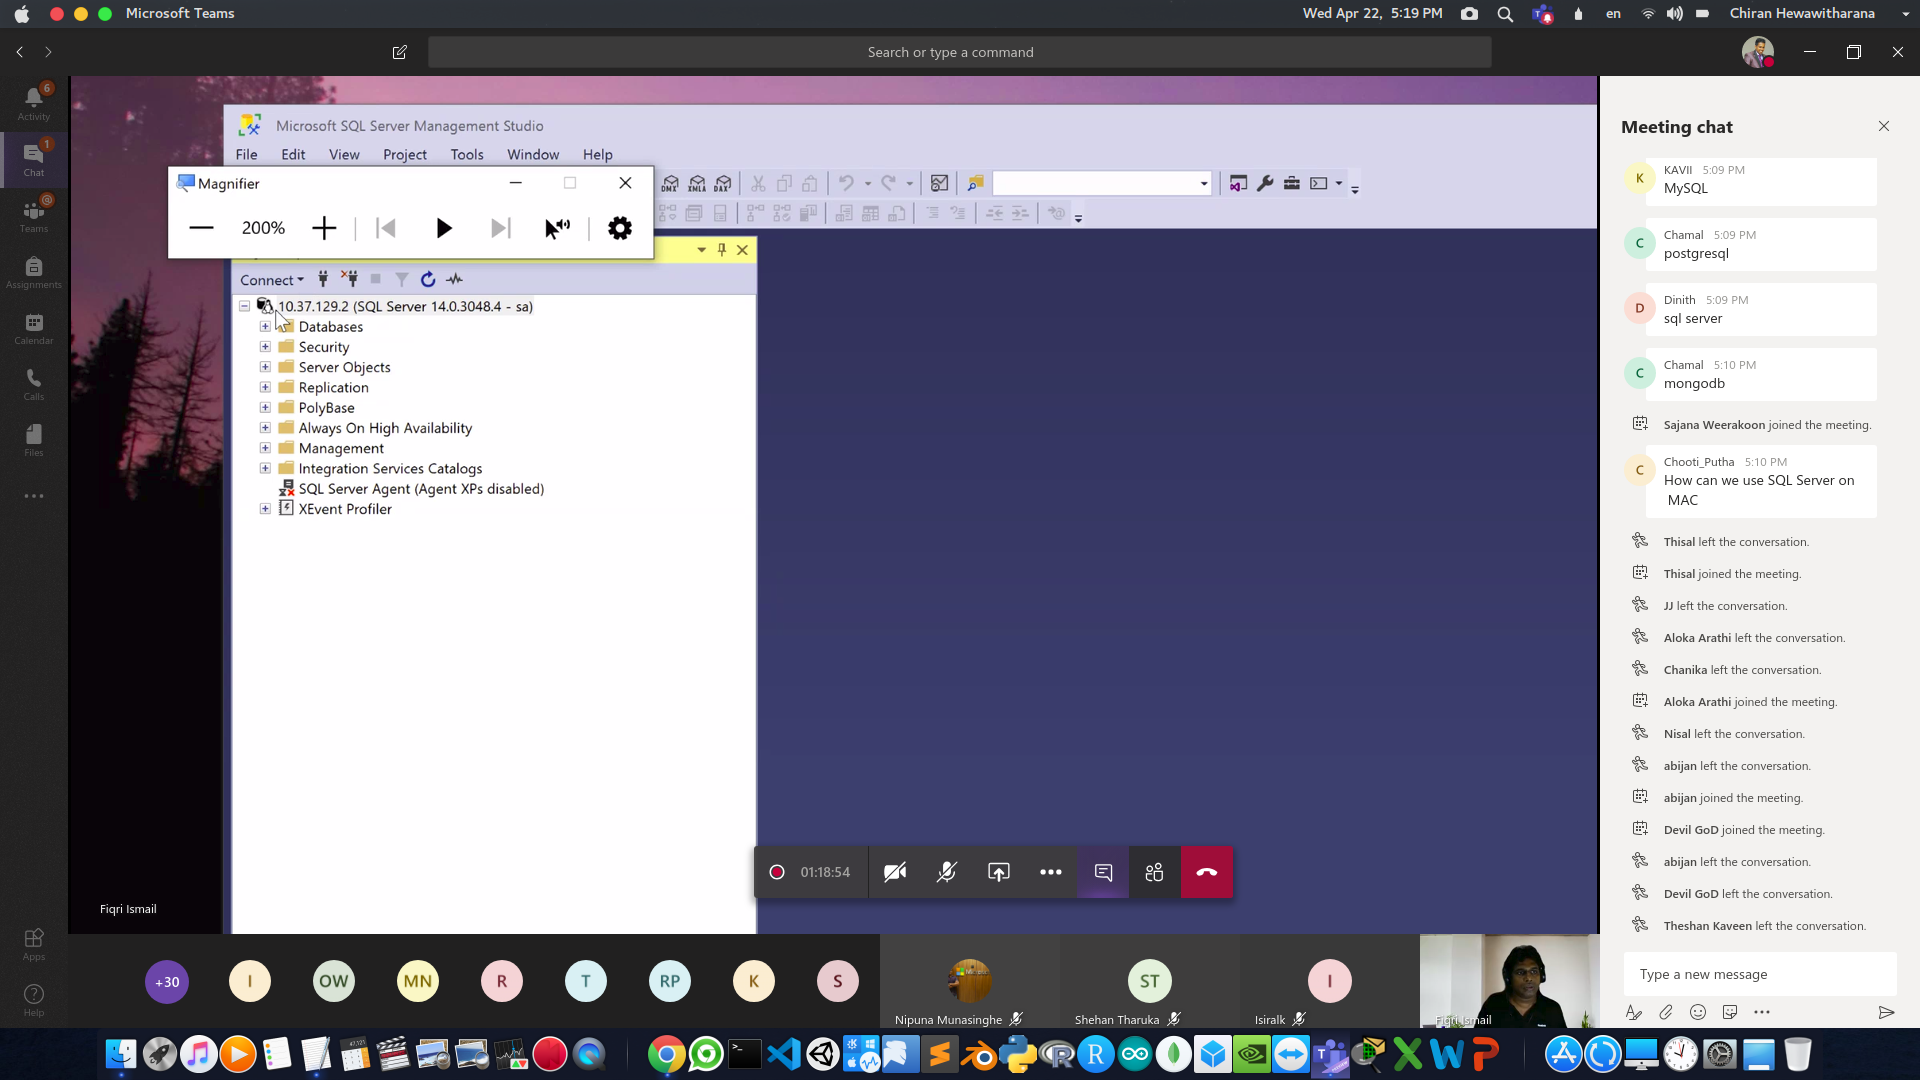 Microsoft Teams
Wed Apr 22, 5:19 PM
en
Chiran Hewawitharana
Search or type a command
Activity
6
Chat
1
Teams
Assignments
Calendar
Calls
Files
Apps
Help
Microsoft SQL Server Management Studio
File Edit View Project Tools Window Help
DMX XMLA DAX
Magnifier
200%
Connect
10.37.129.2 (SQL Server 14.0.3048.4 - sa)
Databases
Security
Server Objects
Replication
PolyBase
Always On High Availability
Management
Integration Services Catalogs
SQL Server Agent (Agent XPs disabled)
XEvent Profiler
01:18:54
Fiqri Ismail
+30
I
OW
MN
R
T
RP
K
S
Nipuna Munasinghe
ST
Shehan Tharuka
I
Isiralk
Fiqri Ismail
Meeting chat
K
KAVII 5:09 PM
MySQL
C
Chamal 5:09 PM
postgresql
D
Dinith 5:09 PM
sql server
C
Chamal 5:10 PM
mongodb
Sajana Weerakoon joined the meeting.
C
Chooti_Putha 5:10 PM
How can we use SQL Server on
MAC
Thisal left the conversation.
Thisal joined the meeting.
JJ left the conversation.
Aloka Arathi left the conversation.
Chanika left the conversation.
Aloka Arathi joined the meeting.
Nisal left the conversation.
abijan left the conversation.
abijan joined the meeting.
Devil GoD joined the meeting.
abijan left the conversation.
Devil GoD left the conversation.
Theshan Kaveen left the conversation.
Type a new message